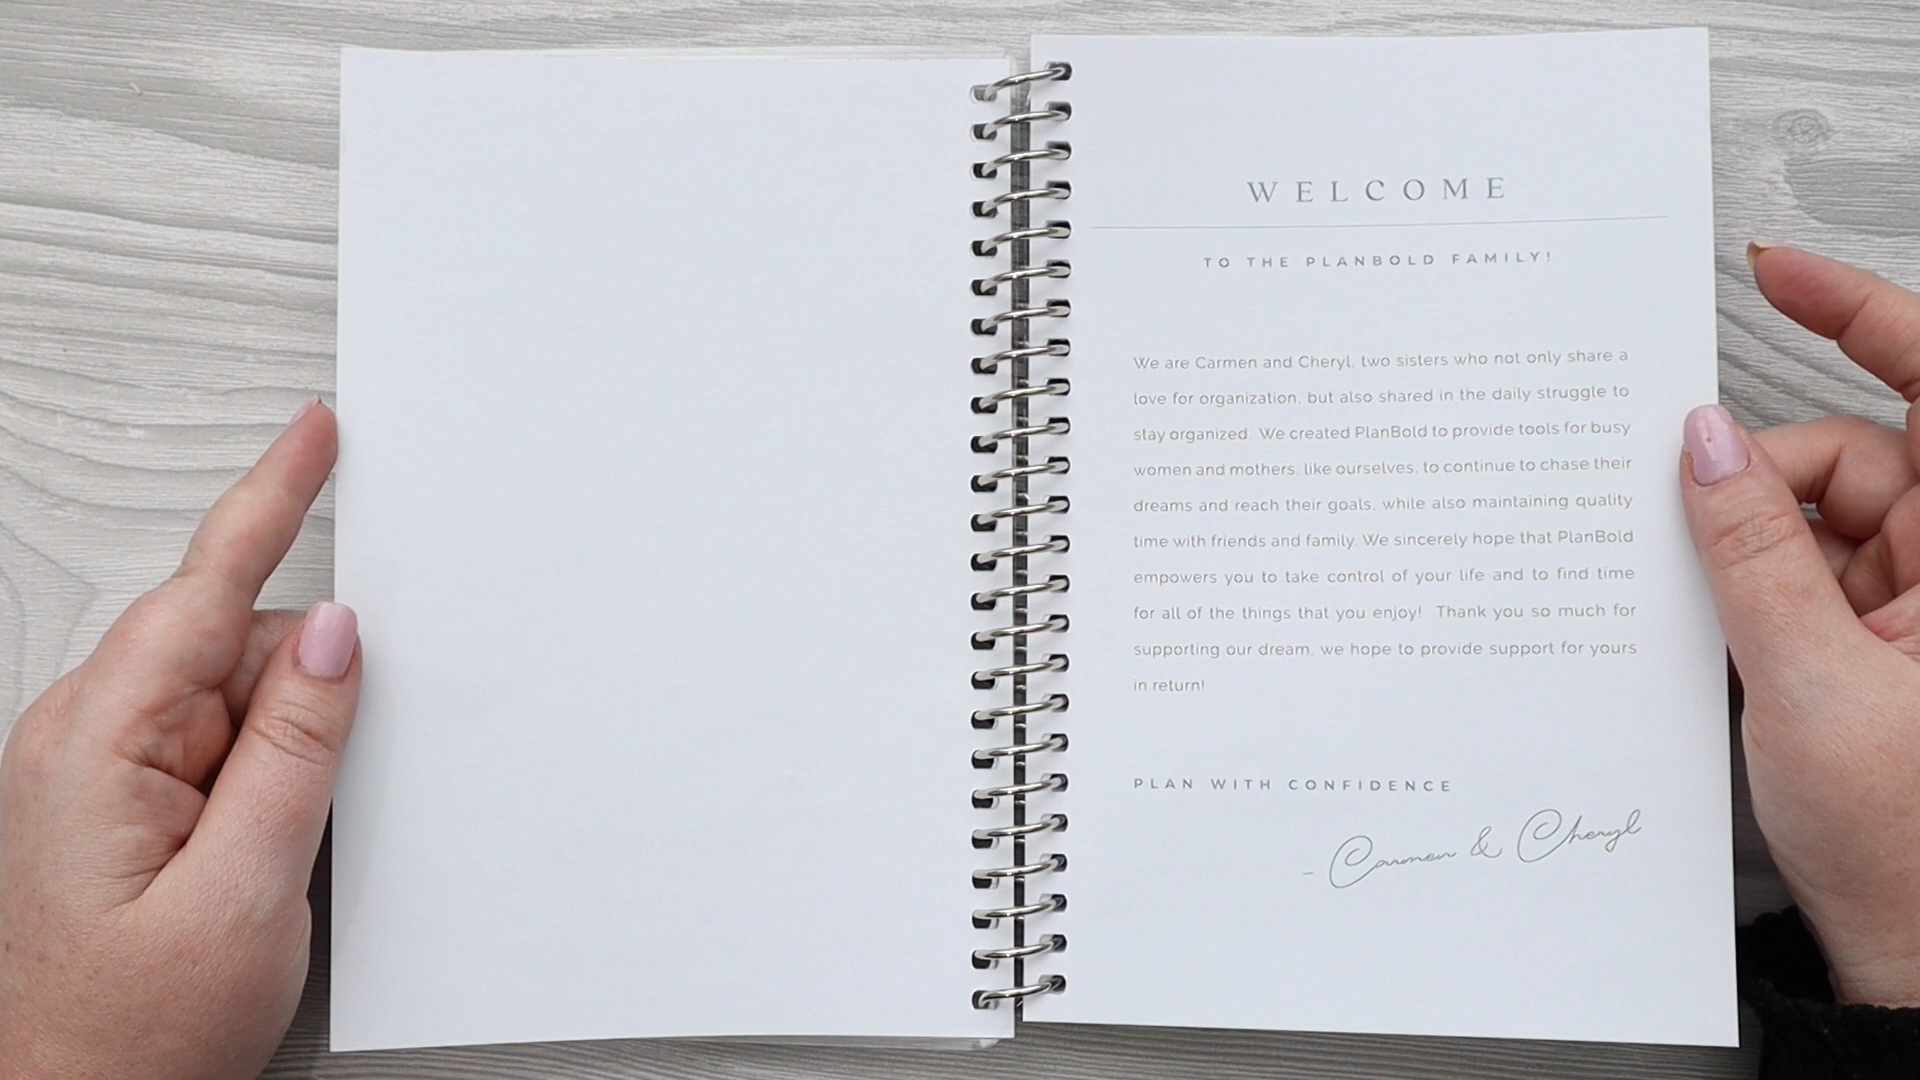 WELCOME
TO THE PLANBOLD FAMILY!
We are Carmen and Cheryl, two sisters who not only share a
love for organization, but also shared in the daily struggle to
stay organized. We created PlanBold to provide tools for busy
women and mothers, like ourselves, to continue to chase their
dreams and reach their goals, while also maintaining quality
time with friends and family. We sincerely hope that PlanBold
empowers you to take control of your life and to find time
for all of the things that you enjoy! Thank you so much for
supporting our dream, we hope to provide support for yours
in return!
PLAN WITH CONFIDENCE
- Carmen & Cheryl